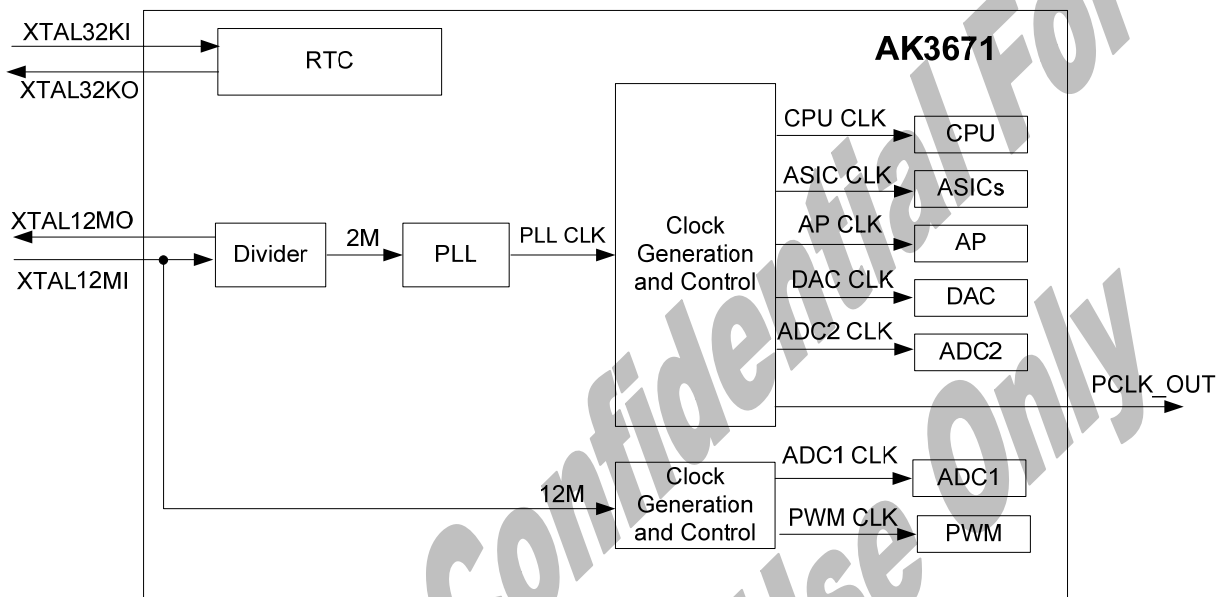 AK3671
XTAL32KI
RTC
XTAL32KO
CPU CLK
CPU
ASIC CLK
ASICs
XTAL12MO
AP CLK
AP
Divider
2M
PLL
PLL CLK
Clock
Generation
and Control
XTAL12MI
DAC CLK
DAC
ADC2 CLK
ADC2
PCLK_OUT
ADC1 CLK
ADC1
12M
Clock
Generation
and Control
PWM CLK
PWM
Confidential For
Use Only